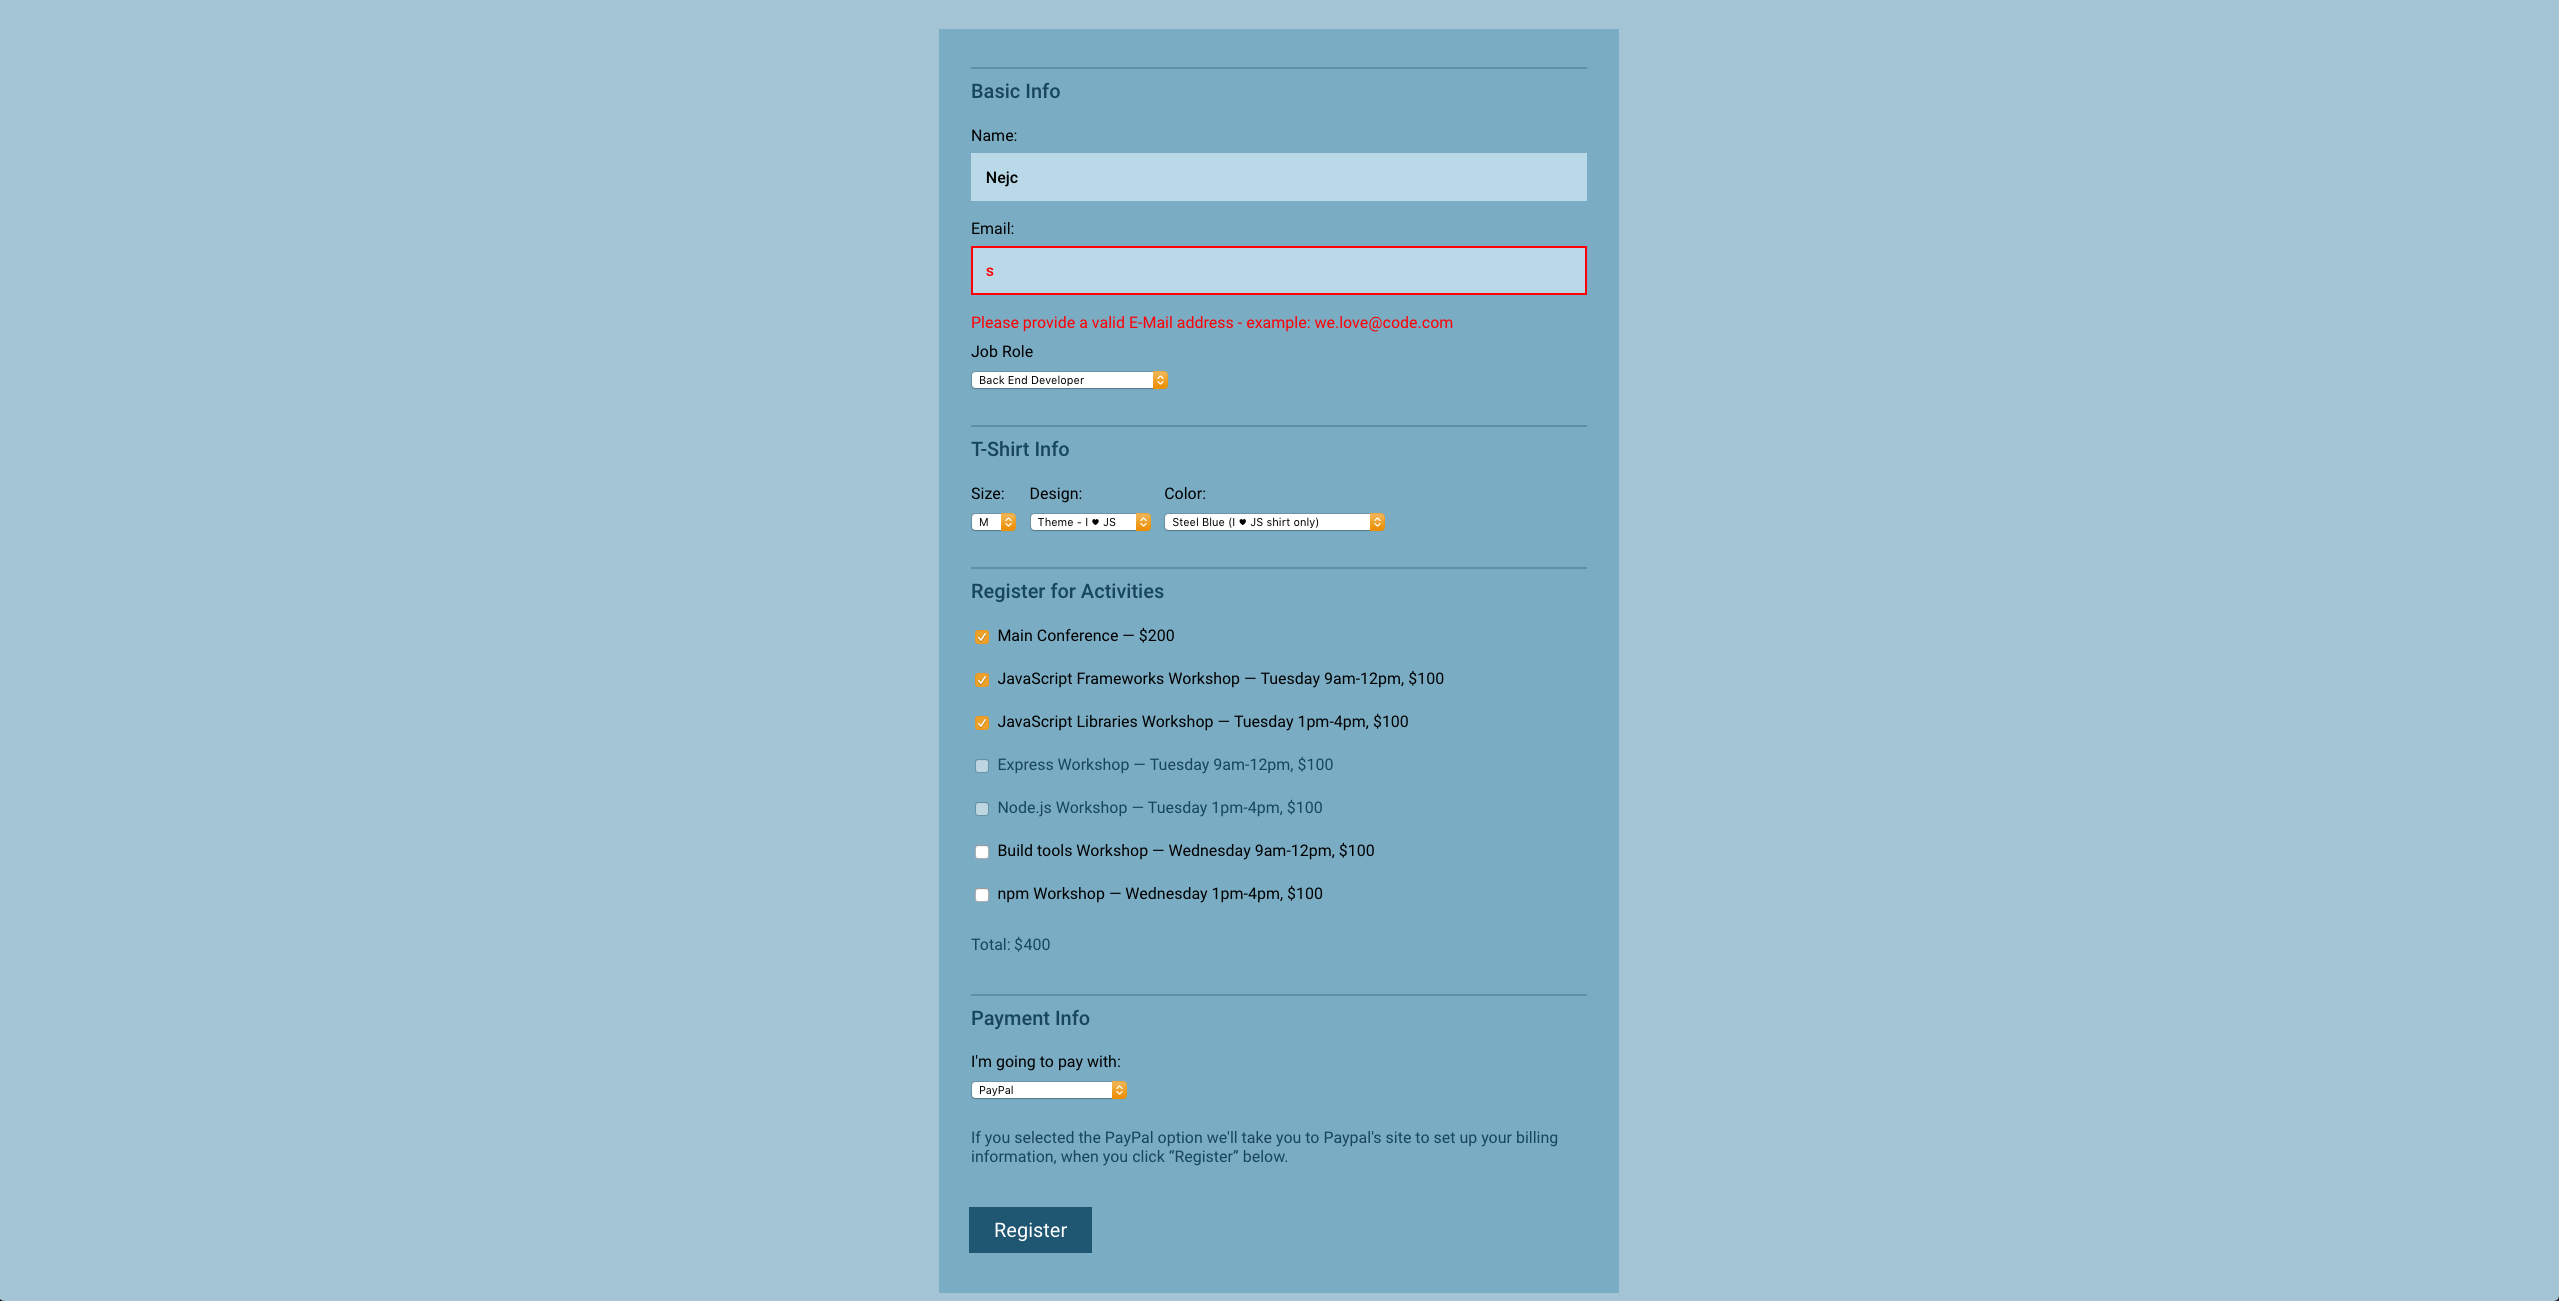 Basic Info
Name:
Nejc
Email:
s
Please provide a valid E-Mail address - example: we.love@code.com
Job Role
Back End Developer
T-Shirt Info
Size: Design: Color:
M Theme - I ♥ JS Steel Blue (I ♥ JS shirt only)
Register for Activities
Main Conference — $200
JavaScript Frameworks Workshop — Tuesday 9am-12pm, $100
JavaScript Libraries Workshop — Tuesday 1pm-4pm, $100
Express Workshop — Tuesday 9am-12pm, $100
Node.js Workshop — Tuesday 1pm-4pm, $100
Build tools Workshop — Wednesday 9am-12pm, $100
npm Workshop — Wednesday 1pm-4pm, $100
Total: $400
Payment Info
I'm going to pay with:
PayPal
If you selected the PayPal option we'll take you to Paypal's site to set up your billing
information, when you click “Register” below.
Register